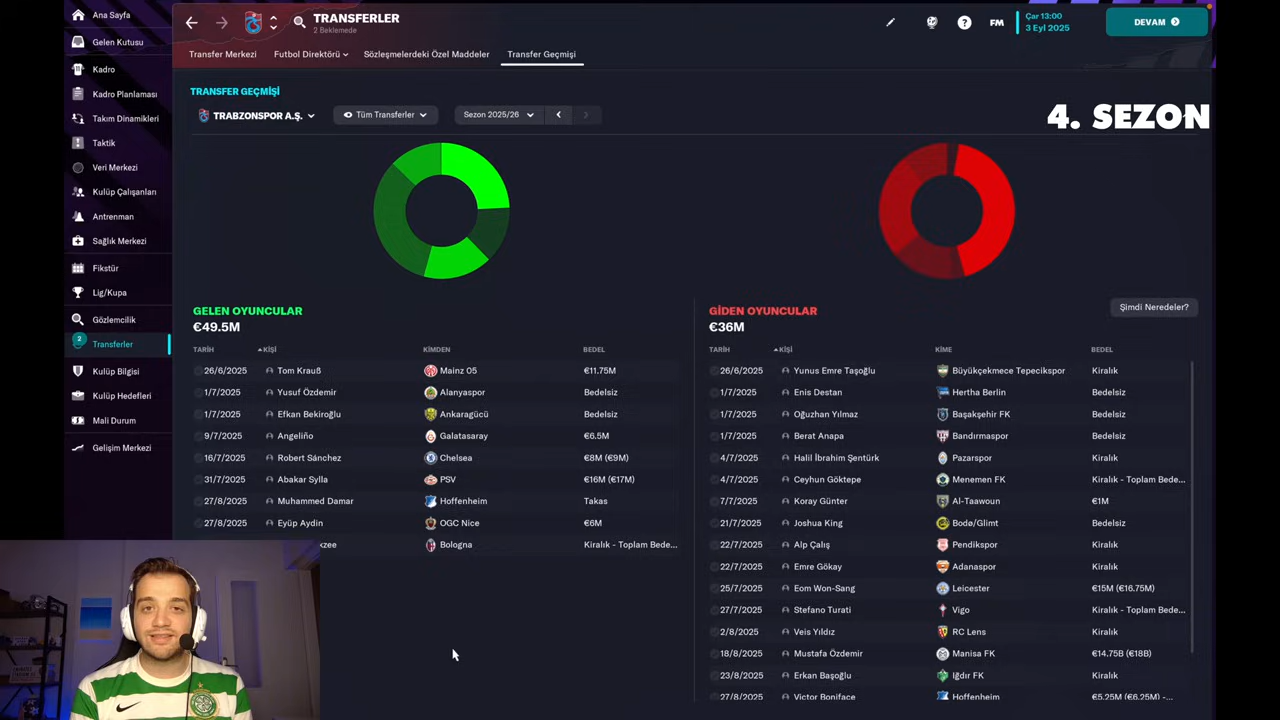 Ana Sayfa
Gelen Kutusu
Kadro
Kadro Planlaması
Takım Dinamikleri
Taktik
Veri Merkezi
Kulüp Çalışanları
Antrenman
Sağlık Merkezi
Fikstür
Lig/Kupa
Gözlemcilik
2
Transferler
Kulüp Bilgisi
Kulüp Hedefleri
Mali Durum
Gelişim Merkezi
TRANSFERLER
2 Beklemede
FM
Çar 13:00
3 Eyl 2025
DEVAM
Transfer Merkezi
Futbol Direktörü
Sözleşmelerdeki Özel Maddeler
Transfer Geçmişi
TRANSFER GEÇMİŞİ
TRABZONSPOR A.Ş.
Tüm Transferler
Sezon 2025/26
4. SEZON
GELEN OYUNCULAR
€49.5M
TARİH KİŞİ KİMDEN BEDEL
26/6/2025 Tom Krauß Mainz 05 €11.75M
1/7/2025 Yusuf Özdemir Alanyaspor Bedelsiz
1/7/2025 Efkan Bekiroğlu Ankaragücü Bedelsiz
9/7/2025 Angeliño Galatasaray €6.5M
16/7/2025 Robert Sánchez Chelsea €8M (€9M)
31/7/2025 Abakar Sylla PSV €16M (€17M)
27/8/2025 Muhammed Damar Hoffenheim Takas
27/8/2025 Eyüp Aydin OGC Nice €6M
kzee Bologna Kiralık - Toplam Bede...
GİDEN OYUNCULAR
€36M
Şimdi Neredeler?
TARİH KİŞİ KİME BEDEL
26/6/2025 Yunus Emre Taşoğlu Büyükçekmece Tepecikspor Kiralık
1/7/2025 Enis Destan Hertha Berlin Bedelsiz
1/7/2025 Oğuzhan Yılmaz Başakşehir FK Bedelsiz
1/7/2025 Berat Anapa Bandırmaspor Bedelsiz
4/7/2025 Halil İbrahim Şentürk Pazarspor Kiralık
4/7/2025 Ceyhun Göktepe Menemen FK Kiralık - Toplam Bede...
7/7/2025 Koray Günter Al-Taawoun €1M
21/7/2025 Joshua King Bodø/Glimt Bedelsiz
22/7/2025 Alp Çalış Pendikspor Kiralık
22/7/2025 Emre Gökay Adanaspor Kiralık
25/7/2025 Eom Won-Sang Leicester €15M (€16.75M)
27/7/2025 Stefano Turati Vigo Kiralık - Toplam Bede...
2/8/2025 Veis Yıldız RC Lens Kiralık
18/8/2025 Mustafa Özdemir Manisa FK €14.75B (€18B)
23/8/2025 Erkan Başoğlu Iğdır FK Kiralık
27/8/2025 Victor Boniface Hoffenheim €5.25M (€6.25M) -...